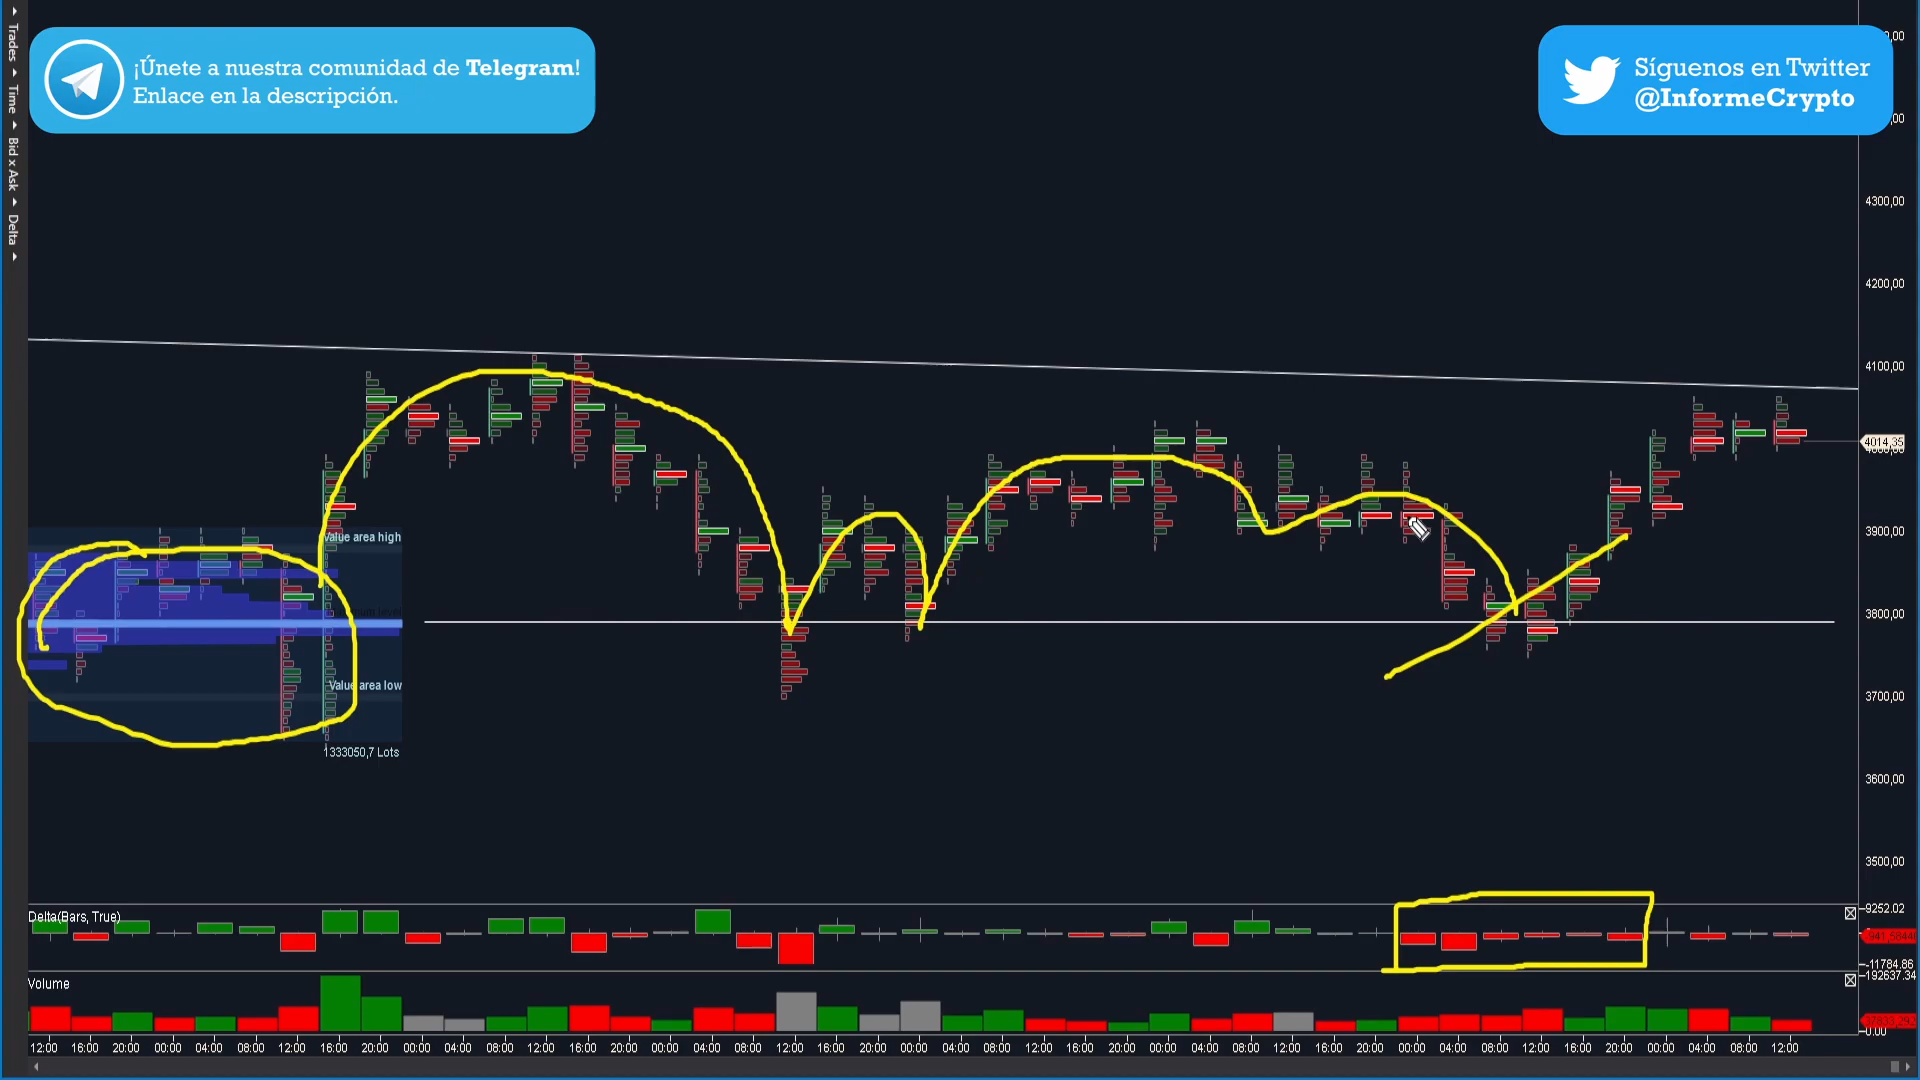 ¡Únete a nuestra comunidad de Telegram!
Enlace en la descripción.
Síguenos en Twitter
@InformeCrypto
Trades
Time
Bid x Ask
Delta
4300,00
4200,00
4100,00
4014,35
3900,00
3800,00
3700,00
3600,00
3500,00
Value area high
Value area low
1333050,7 Lots
Delta(Bars, True)
9252.02
-11784.86
Volume
192637.34
0.00
12:00 16:00 20:00 00:00 04:00 08:00 12:00 16:00 20:00 00:00 04:00 08:00 12:00 16:00 20:00 00:00 04:00 08:00 12:00 16:00 20:00 00:00 04:00 08:00 12:00 16:00 20:00 00:00 04:00 08:00 12:00 16:00 20:00 00:00 04:00 08:00 12:00 16:00 20:00 00:00 04:00 08:00 12:00